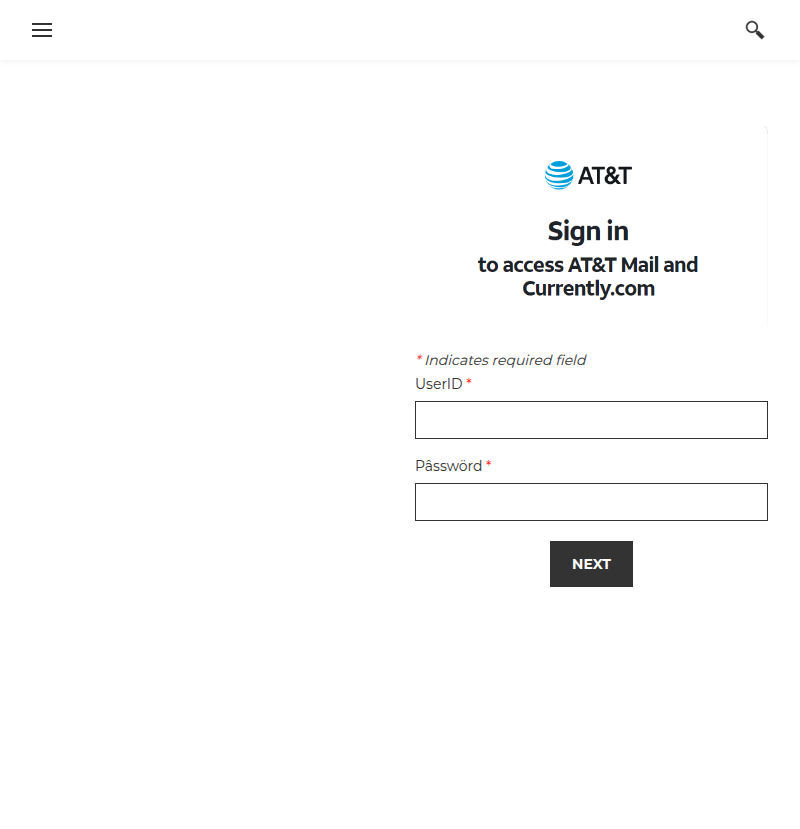 AT&T
Sign in
to access AT&T Mail and
Currently.com
* Indicates required field
UserID *
Pâsswörd *
NEXT